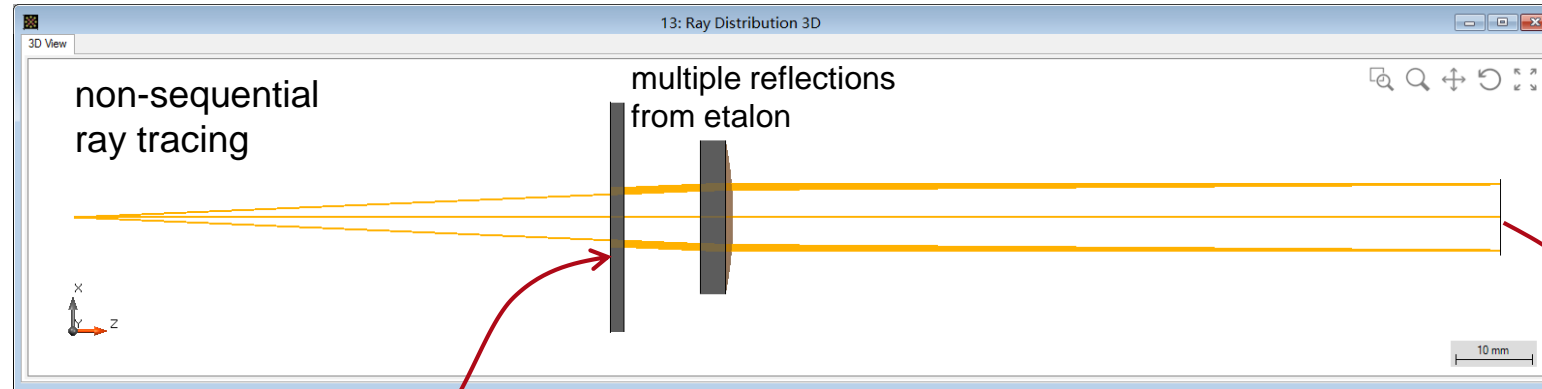 13: Ray Distribution 3D
3D View
non-sequential
ray tracing
multiple reflections
from etalon
X
Y
Z
10 mm